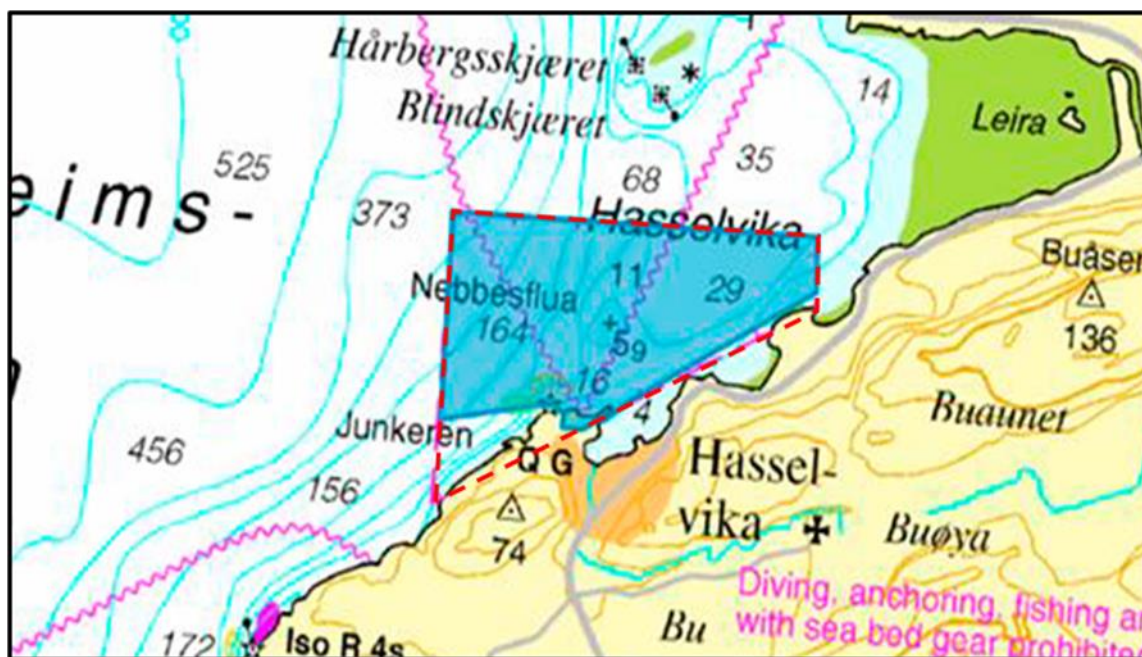 Hårbergsskjæret
Blindskjæret
14
Leira
525
35
68
eims-
373
Hasselvika
Buåsen
Nebbesflua
11
29
164
136
59
16
4
Buaunet
Junkeren
456
Q G
Hassel-
156
vika
74
Buøya
Diving, anchoring, fishing a
with sea bed gear prohibite
172
Iso R 4s
Bu